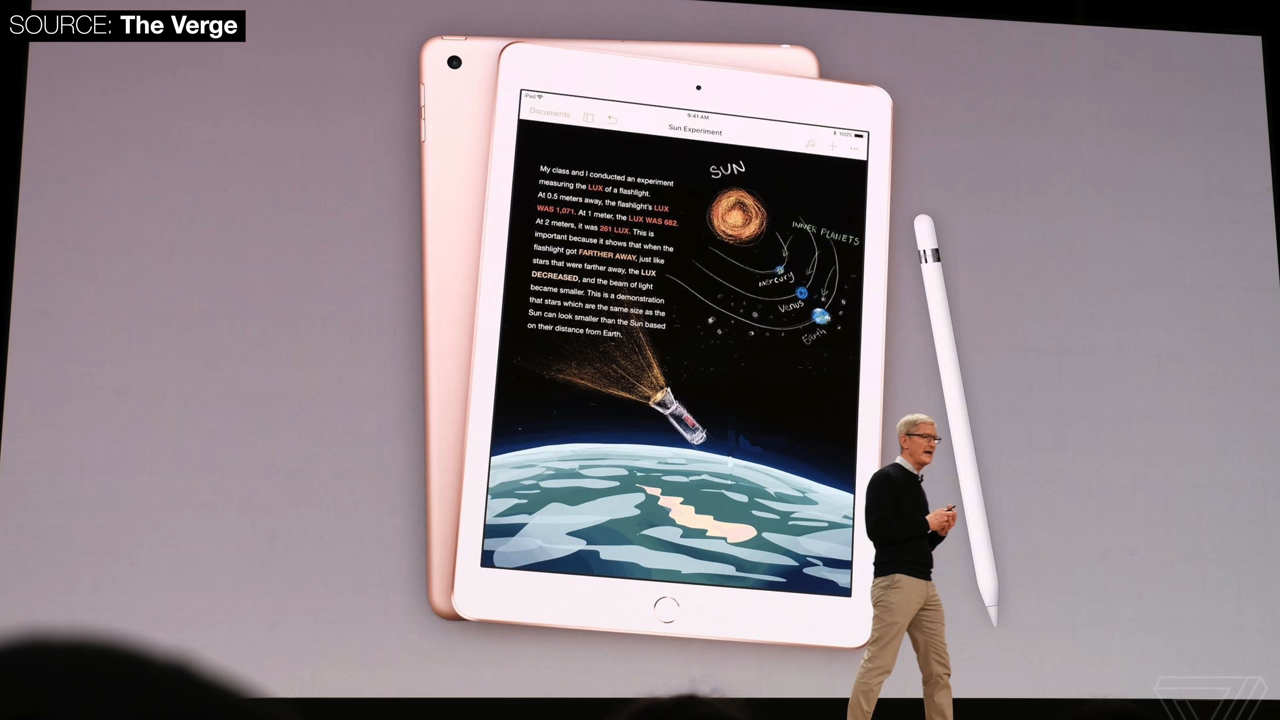 SOURCE: The Verge
iPad
9:41 AM
100%
Documents
Sun Experiment
My class and I conducted an experiment
measuring the LUX of a flashlight.
At 0.5 meters away, the flashlight's LUX
WAS 1,071. At 1 meter, the LUX WAS 682.
At 2 meters, it was 261 LUX. This is
important because it shows that when the
flashlight got FARTHER AWAY, just like
stars that were farther away, the LUX
DECREASED, and the beam of light
became smaller. This is a demonstration
that stars which are the same size as the
Sun can look smaller than the Sun based
on their distance from Earth.
SUN
INNER PLANETS
Mercury
Venus
Earth